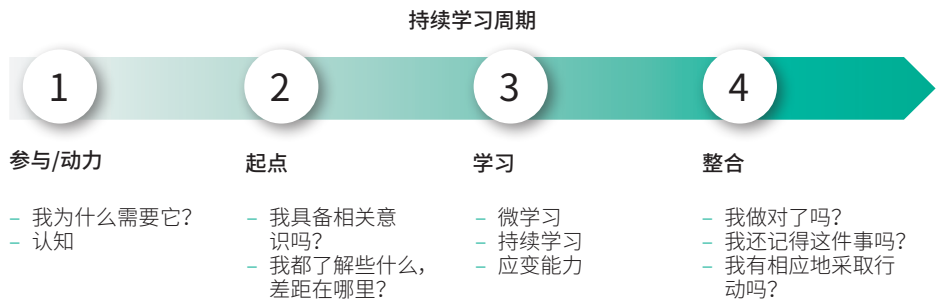 持续学习周期
1
2
3
4
参与/动力
– 我为什么需要它？
– 认知
起点
– 我具备相关意
识吗？
– 我都了解些什么，
差距在哪里？
学习
– 微学习
– 持续学习
– 应变能力
整合
– 我做对了吗？
– 我还记得这件事吗？
– 我有相应地采取行
动吗？